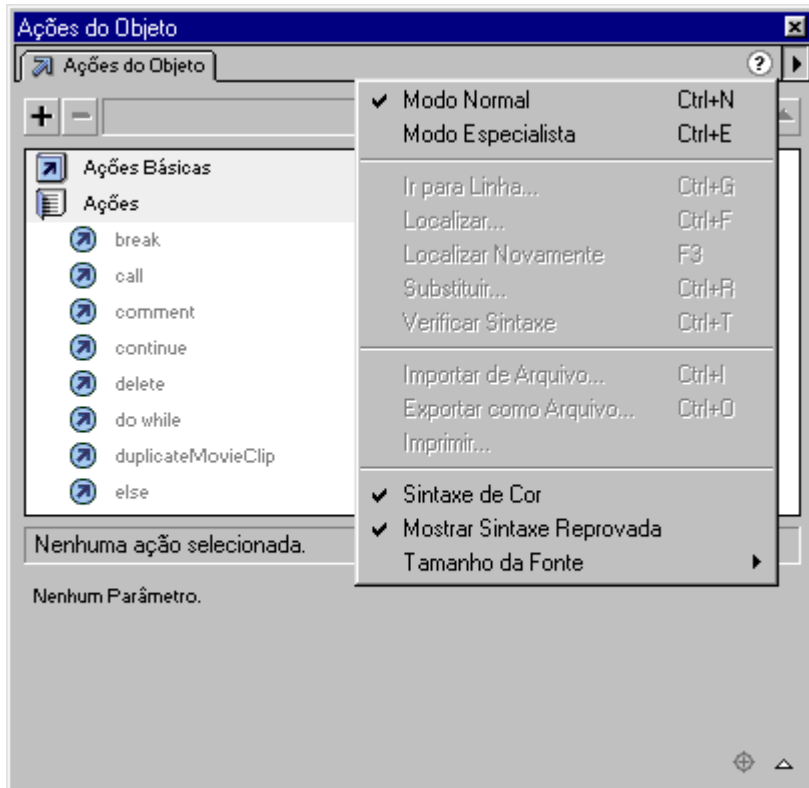 Ações do Objeto
Ações do Objeto
?
Modo Normal Ctrl+N
Modo Especialista Ctrl+E
Ir para Linha... Ctrl+G
Localizar... Ctrl+F
Localizar Novamente F3
Substituir... Ctrl+R
Verificar Sintaxe Ctrl+T
Importar de Arquivo... Ctrl+I
Exportar como Arquivo... Ctrl+O
Imprimir...
Sintaxe de Cor
Mostrar Sintaxe Reprovada
Tamanho da Fonte
Ações Básicas
Ações
break
call
comment
continue
delete
do while
duplicateMovieClip
else
Nenhuma ação selecionada.
Nenhum Parâmetro.